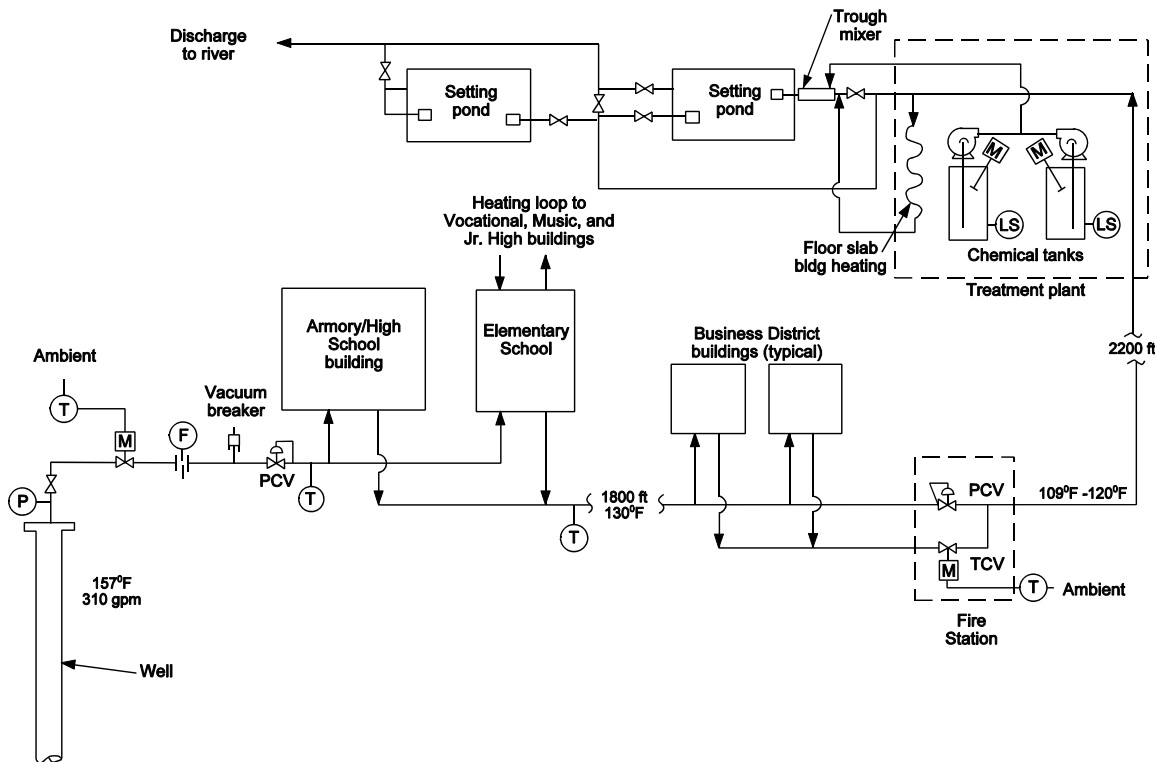 Discharge
to river
Trough
mixer
Setting
pond
Setting
pond
M
M
LS
LS
Chemical tanks
Floor slab
bldg heating
Treatment plant
Heating loop to
Vocational, Music, and
Jr. High buildings
Armory/High
School
building
Elementary
School
Business District
buildings (typical)
2200 ft
Ambient
T
M
F
Vacuum
breaker
PCV
T
P
1800 ft
130⁰F
T
PCV
109⁰F -120⁰F
TCV
M
T
Ambient
Fire
Station
157⁰F
310 gpm
Well